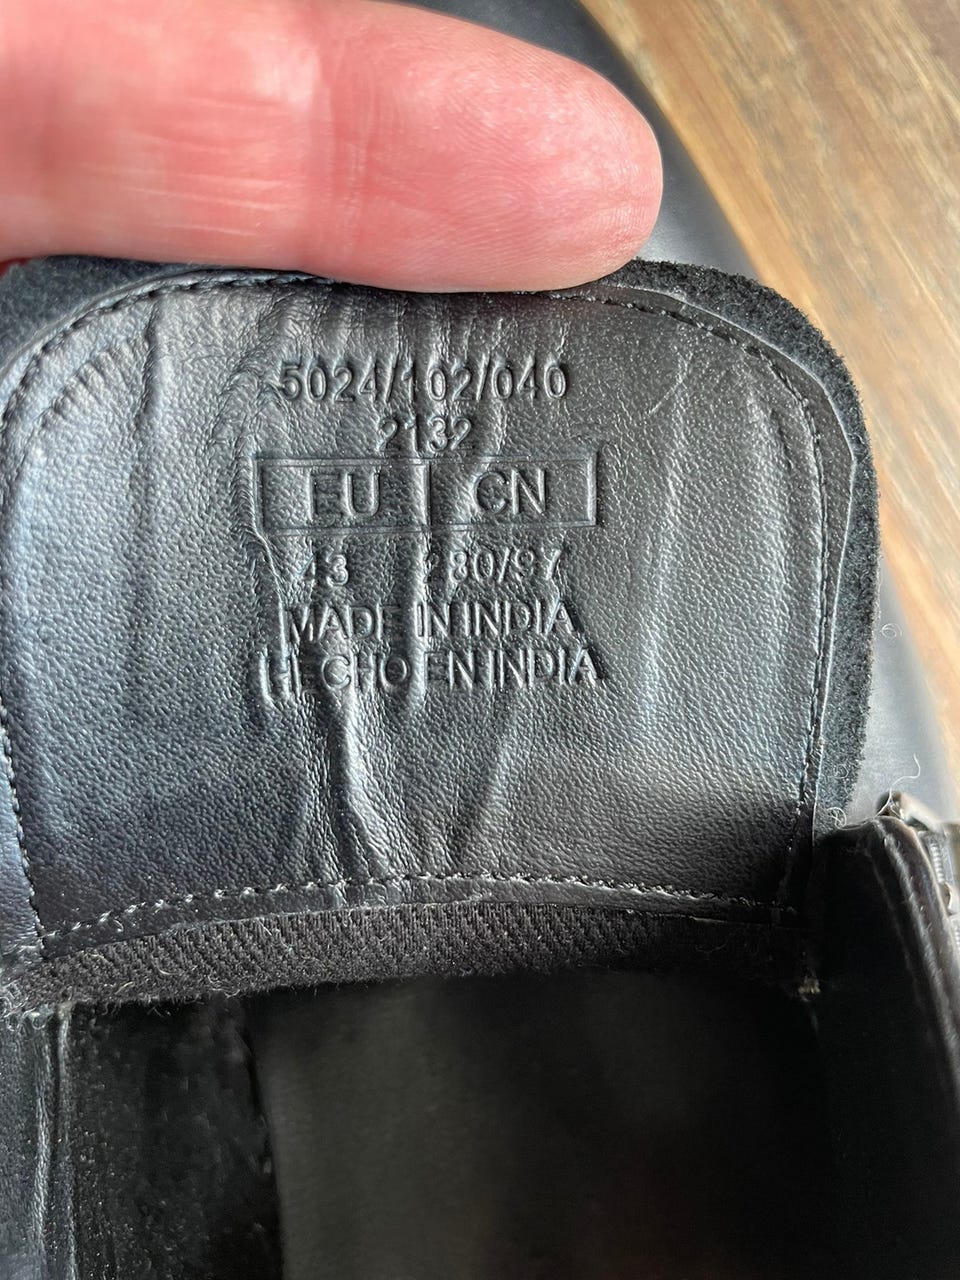 5024/102/040
2132
EU CN
43 280/97
MADE IN INDIA
HECHO EN INDIA